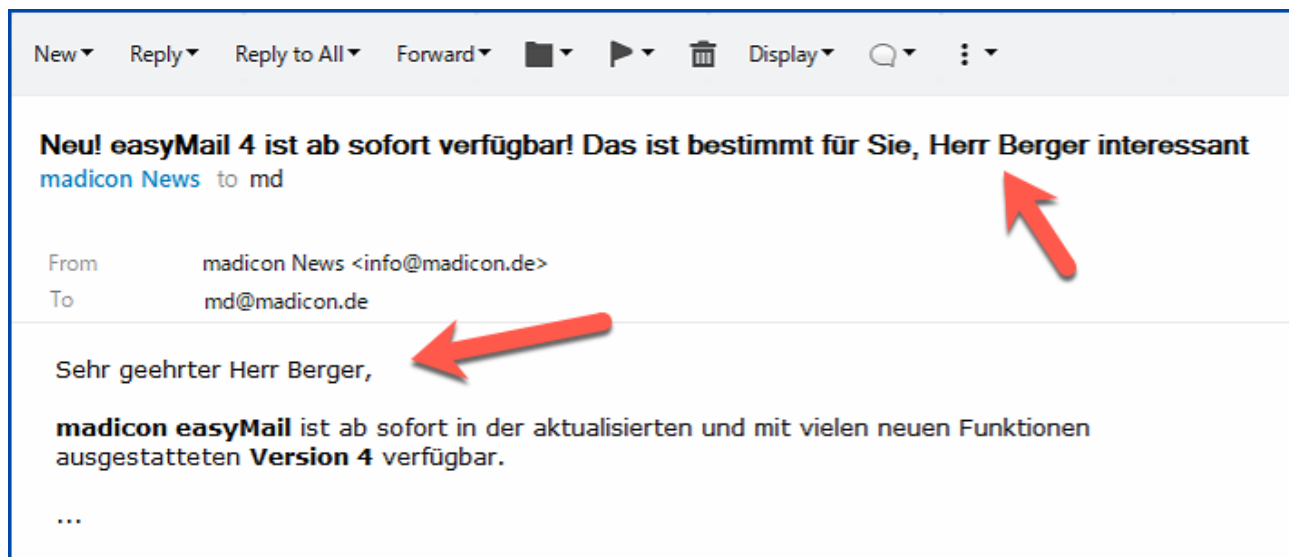 New Reply Reply to All Forward Display
Neu! easyMail 4 ist ab sofort verfügbar! Das ist bestimmt für Sie, Herr Berger interessant
madicon News to md
From madicon News <info@madicon.de>
To md@madicon.de
Sehr geehrter Herr Berger,
madicon easyMail ist ab sofort in der aktualisierten und mit vielen neuen Funktionen
ausgestatteten Version 4 verfügbar.
...